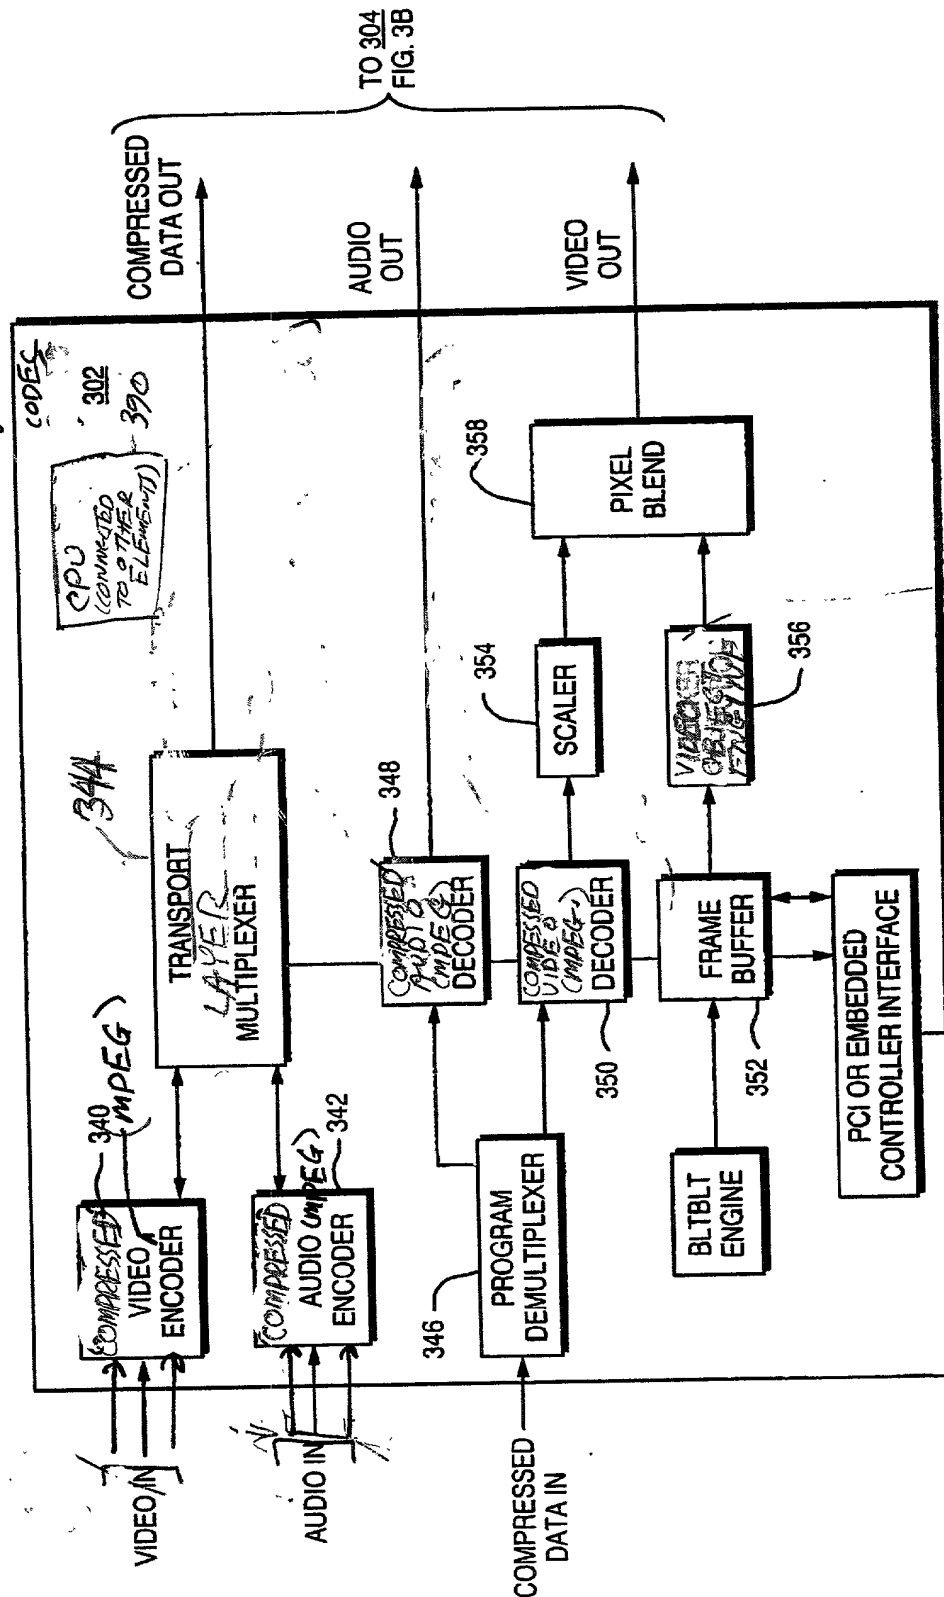 CODEC
302
390
CPU
(CONNECTED
TO OTHER
ELEMENTS)
COMPRESSED
DATA OUT
TO 304
FIG. 3B
AUDIO
OUT
VIDEO
OUT
VIDEO IN
340
(MPEG)
COMPRESSED
VIDEO
ENCODER
344
TRANSPORT
LAYER
MULTIPLEXER
AUDIO IN
342
COMPRESSED
AUDIO (MPEG)
ENCODER
348
COMPRESSED
AUDIO
(MPEG)
DECODER
COMPRESSED
DATA IN
346
PROGRAM
DEMULTIPLEXER
COMPRESSED
VIDEO
(MPEG)
DECODER
350
354
SCALER
358
PIXEL
BLEND
BLTBLT
ENGINE
FRAME
BUFFER
352
356
PCI OR EMBEDDED
CONTROLLER INTERFACE